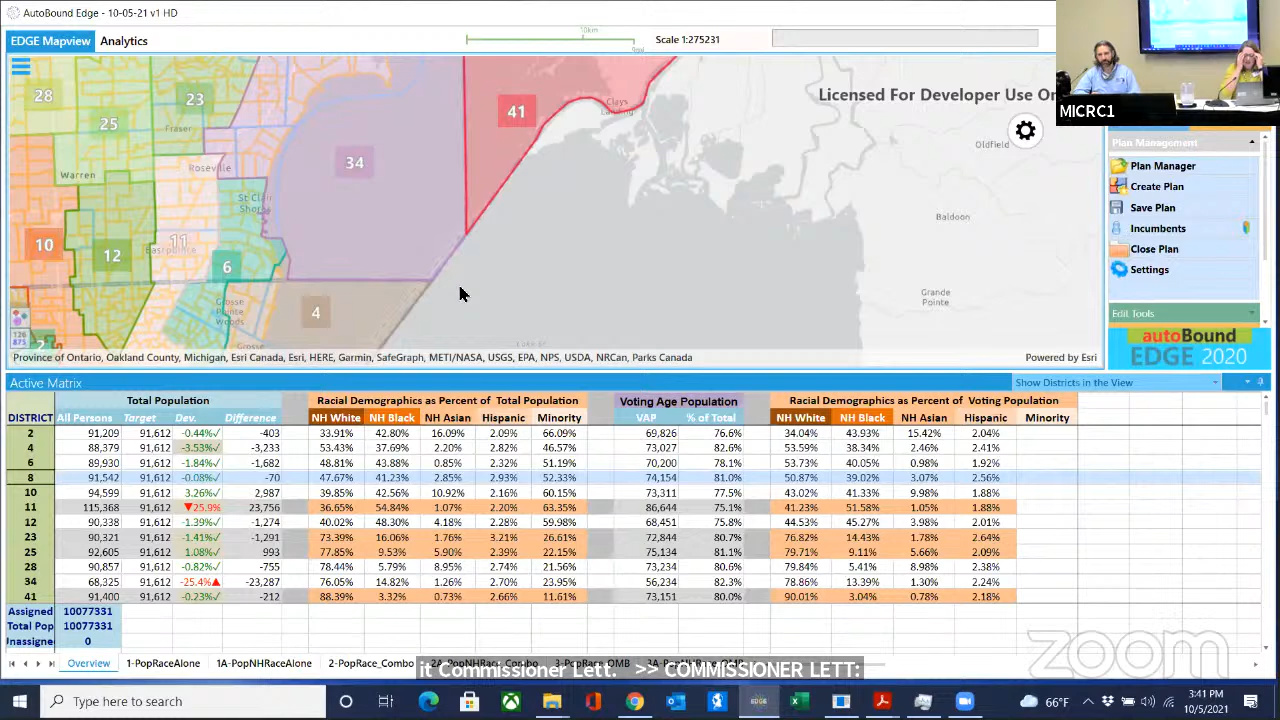 AutoBound Edge - 10-05-21 v1 HD
EDGE Mapview Analytics
10km
Scale 1:275231
28
23
25
Fraser
Roseville
Warren
St Clair
Shores
10
12
11
Eastpointe
6
Grosse
Pointe
Woods
Grosse
34
4
41
Clays
Licensed For Developer Use On
Oldfield
Baldoon
Grande
Pointe
Province of Ontario, Oakland County, Michigan, Esri Canada, Esri, HERE, Garmin, SafeGraph, METI/NASA, USGS, EPA, NPS, USDA, NRCan, Parks Canada
Powered by Esri
MICRC1
Plan Management
Plan Manager
Create Plan
Save Plan
Incumbents
Close Plan
Settings
Edit Tools
autoBound
EDGE 2020
Active Matrix
Show Districts in the View
Total Population Racial Demographics as Percent of Total Population Voting Age Population Racial Demographics as Percent of Voting Population
DISTRICT All Persons Target Dev. Difference NH White NH Black NH Asian Hispanic Minority VAP % of Total NH White NH Black NH Asian Hispanic Minority
2 91,209 91,612 -0.44%✓ -403 33.91% 42.80% 16.09% 2.09% 66.09% 69,826 76.6% 34.04% 43.93% 15.42% 2.04%
4 88,379 91,612 -3.53%✓ -3,233 53.43% 37.69% 2.20% 2.82% 46.57% 73,027 82.6% 53.59% 38.34% 2.46% 2.41%
6 89,930 91,612 -1.84%✓ -1,682 48.81% 43.88% 0.85% 2.32% 51.19% 70,200 78.1% 53.73% 40.05% 0.98% 1.92%
8 91,542 91,612 -0.08%✓ -70 47.67% 41.23% 2.85% 2.93% 52.33% 74,154 81.0% 50.87% 39.02% 3.07% 2.56%
10 94,599 91,612 3.26%✓ 2,987 39.85% 42.56% 10.92% 2.16% 60.15% 73,311 77.5% 43.02% 41.33% 9.98% 1.88%
11 115,368 91,612 ▼25.9% 23,756 36.65% 54.84% 1.07% 2.20% 63.35% 86,644 75.1% 41.23% 51.58% 1.05% 1.88%
12 90,338 91,612 -1.39%✓ -1,274 40.02% 48.30% 4.18% 2.28% 59.98% 68,451 75.8% 44.53% 45.27% 3.98% 2.01%
23 90,321 91,612 -1.41%✓ -1,291 73.39% 16.06% 1.76% 3.21% 26.61% 72,844 80.7% 76.82% 14.43% 1.78% 2.64%
25 92,605 91,612 1.08%✓ 993 77.85% 9.53% 5.90% 2.39% 22.15% 75,134 81.1% 79.71% 9.11% 5.66% 2.09%
28 90,857 91,612 -0.82%✓ -755 78.44% 5.79% 8.95% 2.74% 21.56% 73,226 80.6% 79.84% 5.41% 8.98% 2.38%
34 68,325 91,612 -25.4%▲ -23,287 76.05% 14.82% 1.26% 2.70% 23.95% 56,234 82.3% 78.86% 13.39% 1.30% 2.24%
41 91,400 91,612 -0.23%✓ -212 88.39% 3.32% 0.73% 2.66% 11.61% 73,151 80.0% 90.01% 3.04% 0.78% 2.18%
Assigned 10077331
Total Pop 10077331
Unassigne 0
Overview 1-PopRaceAlone 1A-PopNHRaceAlone 2-PopRace_Combo
it Commissioner Lett. >> COMMISSIONER LETT:
zoom
Type here to search
66°F
3:41 PM
10/5/2021